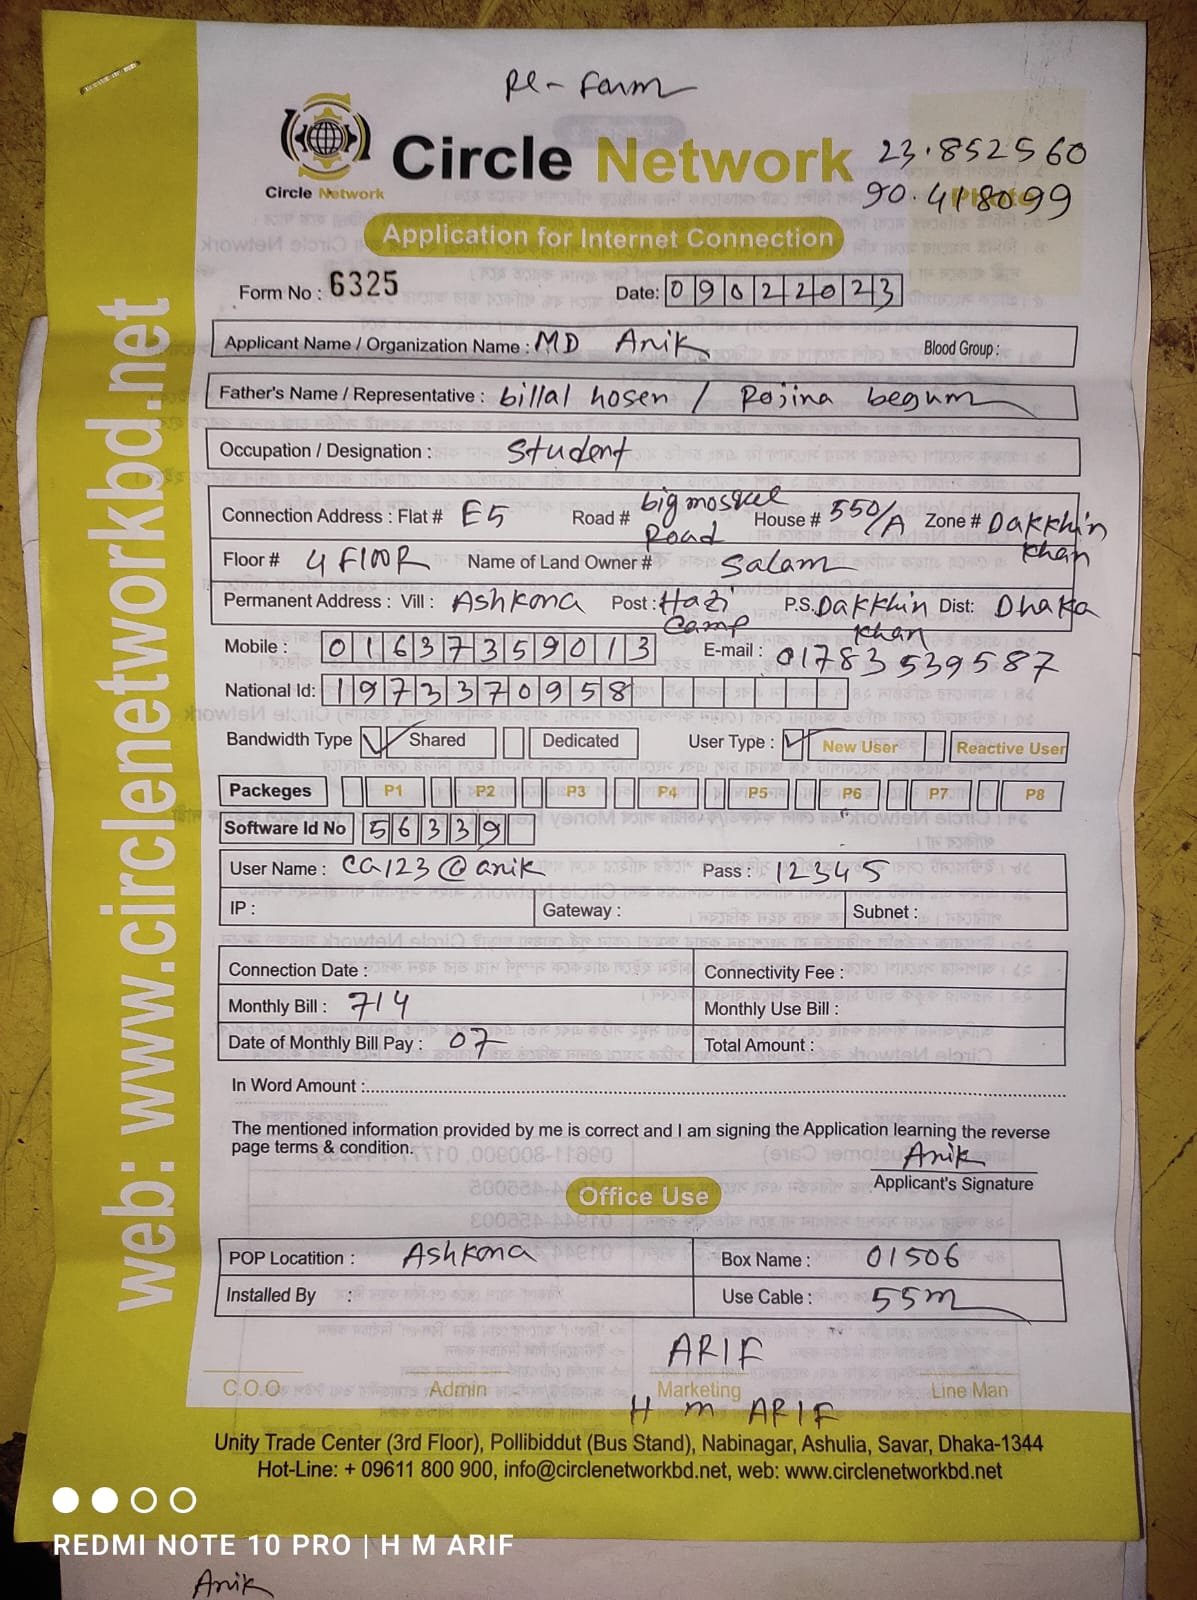 Re-Farm
Circle Network
Circle Network
23.852560
90.418099
Application for Internet Connection
Form No : 6325
Date: 09022023
Applicant Name / Organization Name : MD Anik Blood Group :
Father's Name / Representative : billal hosen / Rojina begum
Occupation / Designation : Student
Connection Address : Flat # E5 Road # big moskel Road House # 550/A Zone # Dakkhin khan
Floor # 4 FlOOR Name of Land Owner # Salam
Permanent Address : Vill : Ashkona Post : Hazi Camp P.S. Dakkhin khan Dist: Dhaka
Mobile : 01637359013 E-mail : 01783539587
National Id: 1973370958
Bandwidth Type Shared Dedicated User Type : New User Reactive User
Packeges P1 P2 P3 P4 P5 P6 P7 P8
Software Id No 56339
User Name : CA123@anik Pass : 12345
IP : Gateway : Subnet :
Connection Date : Connectivity Fee :
Monthly Bill : 714 Monthly Use Bill :
Date of Monthly Bill Pay : 07 Total Amount :
In Word Amount :
The mentioned information provided by me is correct and I am signing the Application learning the reverse
page terms & condition.
Anik
Applicant's Signature
Office Use
POP Locatition : Ashkona Box Name : 01506
Installed By : Use Cable : 55m
ARIF
C.O.O Admin Marketing Line Man
H m ARIF
Unity Trade Center (3rd Floor), Pollibiddut (Bus Stand), Nabinagar, Ashulia, Savar, Dhaka-1344
Hot-Line: + 09611 800 900, info@circlenetworkbd.net, web: www.circlenetworkbd.net
web: www.circlenetworkbd.net
REDMI NOTE 10 PRO | H M ARIF
Anik